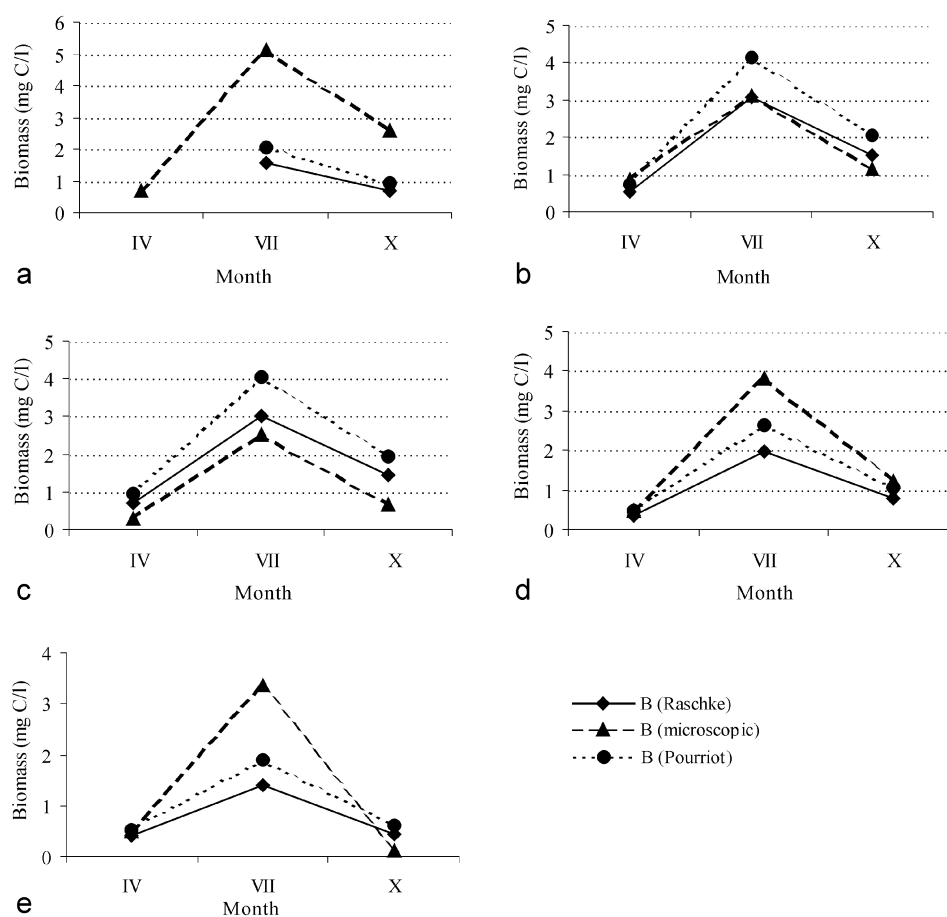 Biomass (mg C/l)
6
5
4
3
2
1
0
IV VII X
Month
a
Biomass (mg C/l)
5
4
3
2
1
0
IV VII X
Month
b
Biomass (mg C/l)
5
4
3
2
1
0
IV VII X
Month
c
Biomass (mg C/l)
5
4
3
2
1
0
IV VII X
Month
d
Biomass (mg C/l)
4
3
2
1
0
IV VII X
Month
e
B (Raschke)
B (microscopic)
B (Pourriot)